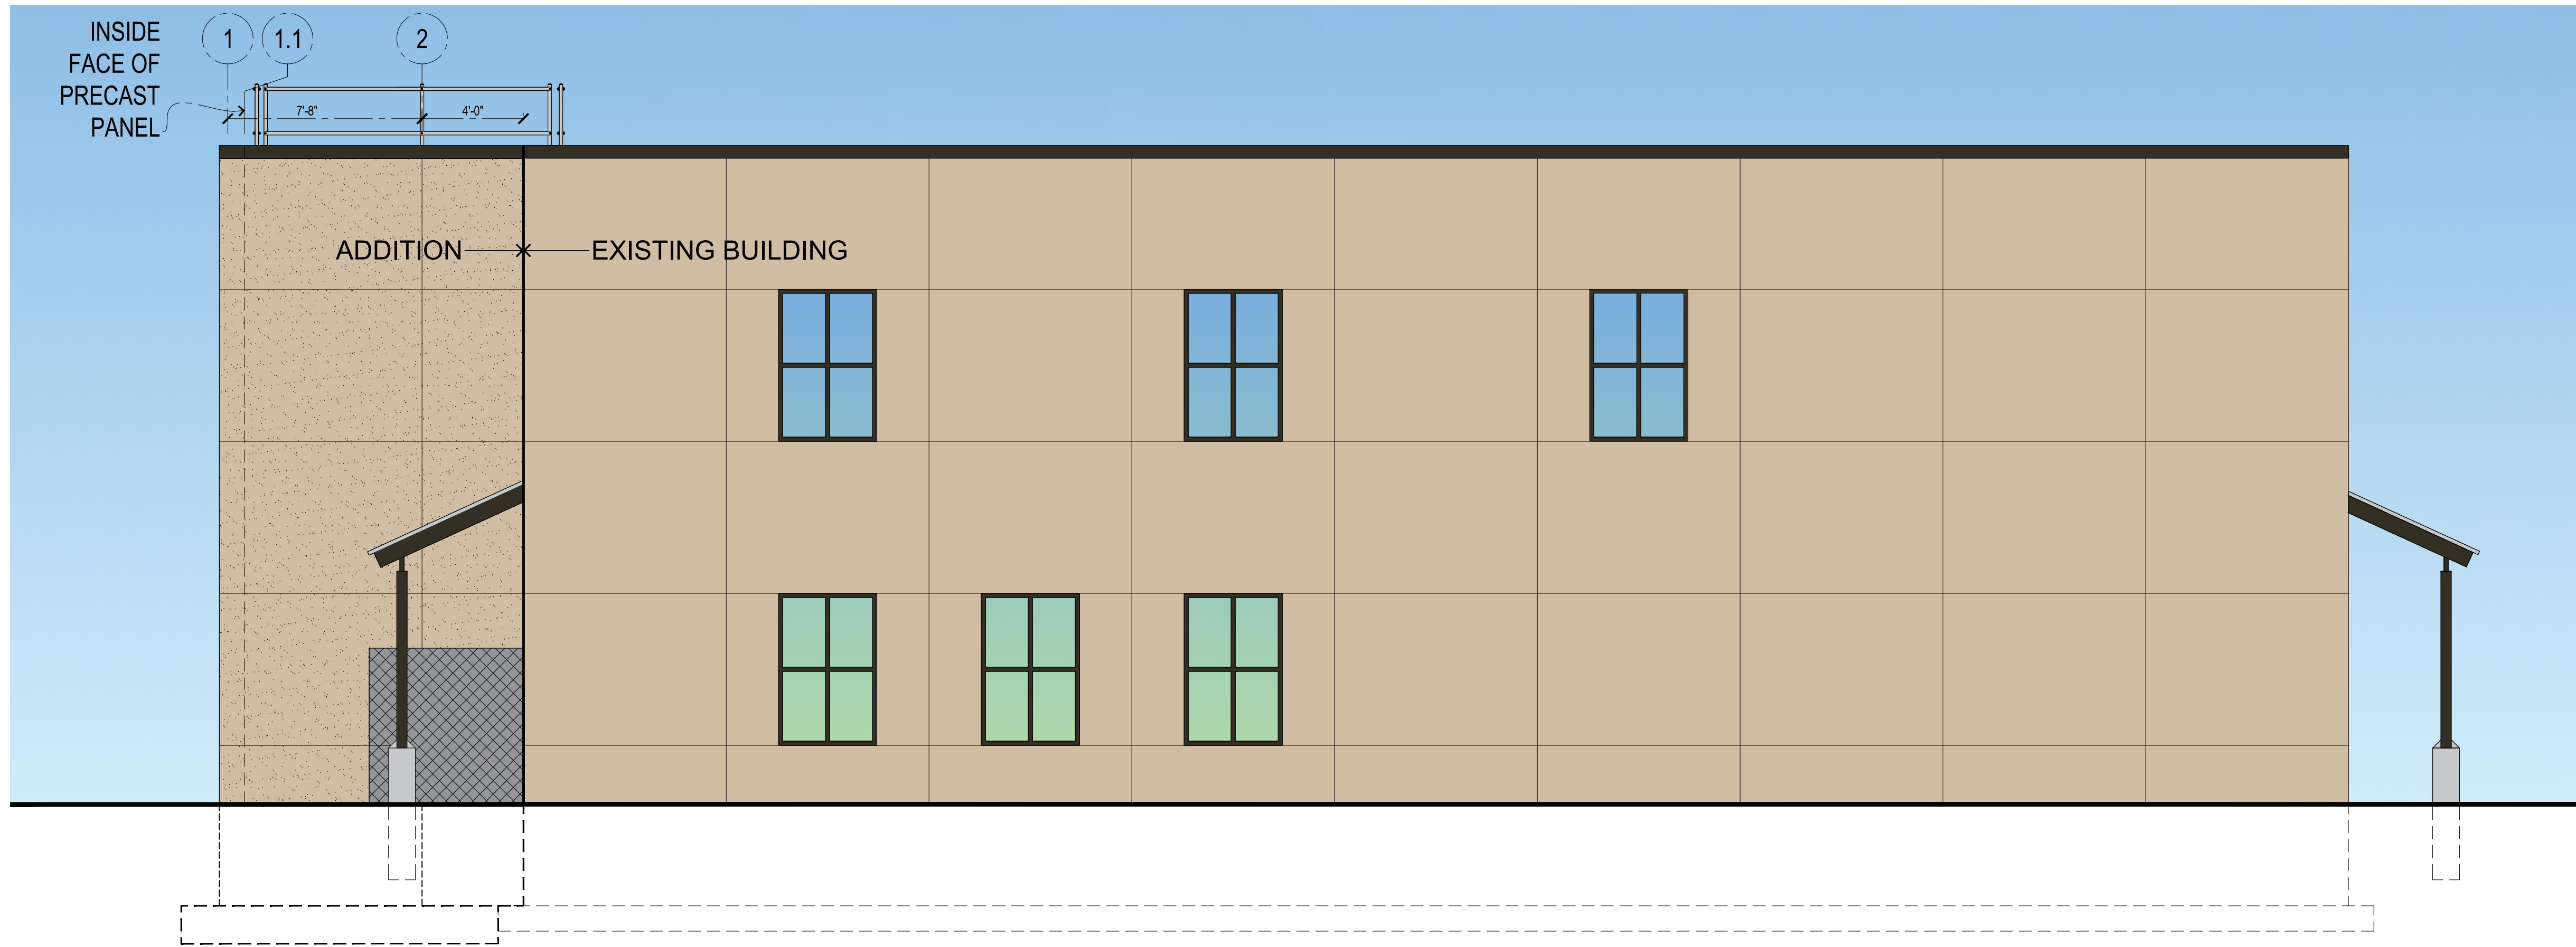 INSIDE
FACE OF
PRECAST
PANEL
1
1.1
2
7'-8"
4'-0"
ADDITION
EXISTING BUILDING